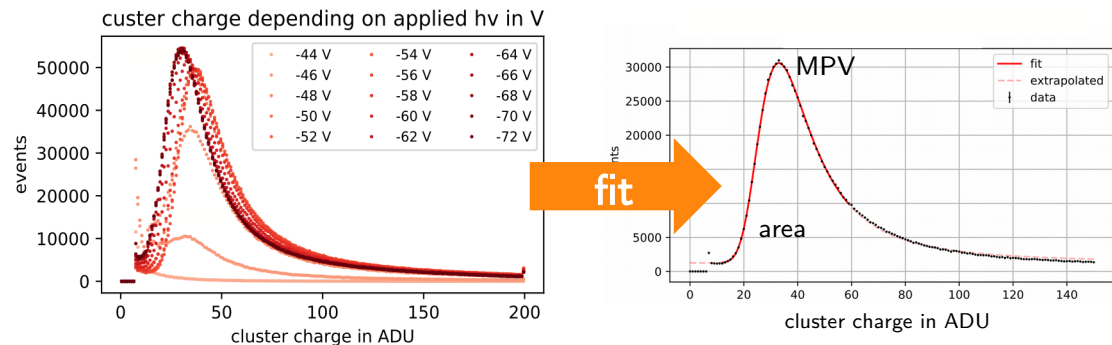 custer charge depending on applied hv in V
-44 V
-46 V
-48 V
-50 V
-52 V
-54 V
-56 V
-58 V
-60 V
-62 V
-64 V
-66 V
-68 V
-70 V
-72 V
events
50000
40000
30000
20000
10000
0
0
50
100
150
200
cluster charge in ADU
fit
MPV
area
fit
extrapolated
data
30000
25000
20000
15000
5000
0
0
20
40
60
80
100
120
140
cluster charge in ADU